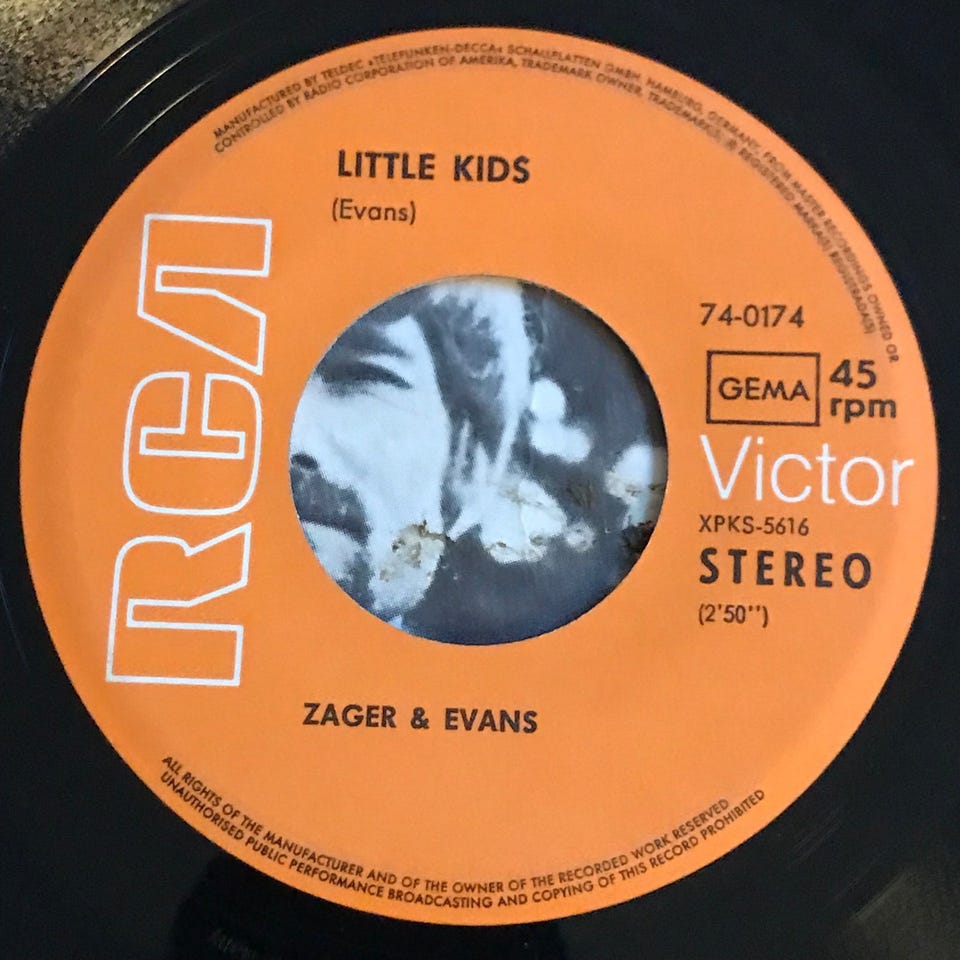 MANUFACTURED BY TELDEC »TELEFUNKEN-DECCA« SCHALLPLATTEN GMBH, HAMBURG, GERMANY, FROM MASTER RECORDINGS OWNED OR
CONTROLLED BY RADIO CORPORATION OF AMERIKA, TRADEMARK OWNER, TRADEMARK(S) ® REGISTERED MARKA(S) REGISTRADA(S)
LITTLE KIDS
(Evans)
RCA
74-0174
GEMA
45
rpm
Victor
XPKS-5616
STEREO
(2'50'')
ZAGER & EVANS
ALL RIGHTS OF THE MANUFACTURER AND OF THE OWNER OF THE RECORDED WORK RESERVED
UNAUTHORISED PUBLIC PERFORMANCE BROADCASTING AND COPYING OF THIS RECORD PROHIBITED